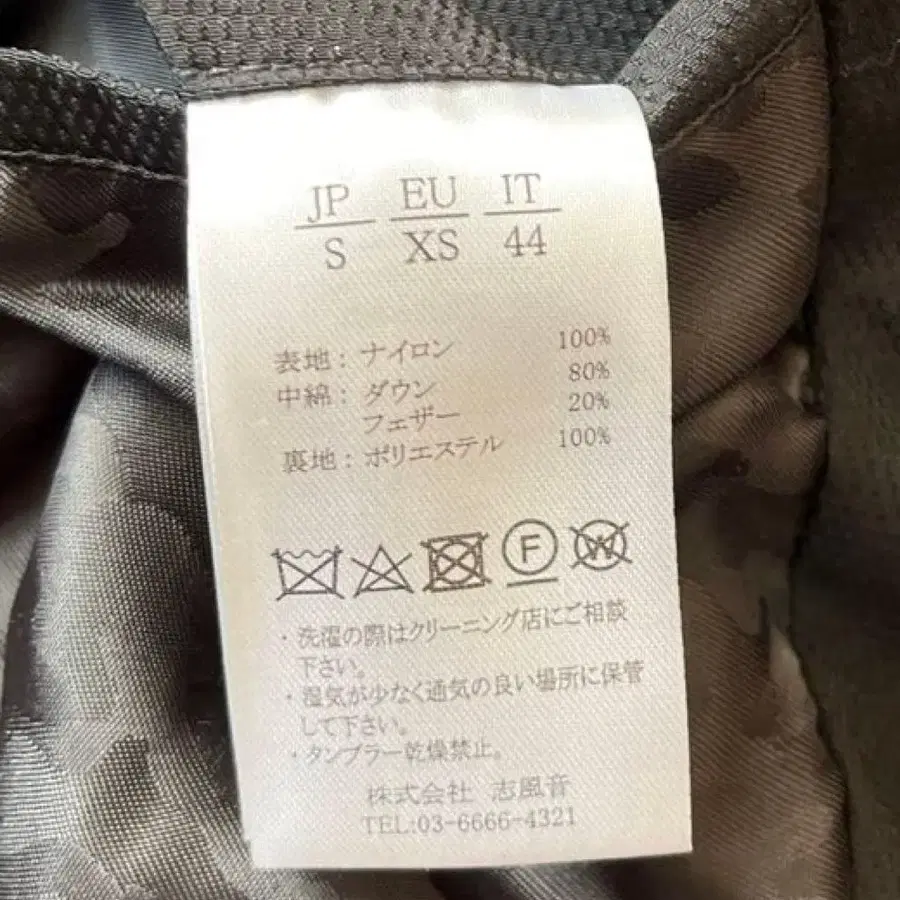 JP EU IT
S XS 44
表地：ナイロン 100%
中綿：ダウン 80%
フェザー 20%
裏地：ポリエステル 100%
F W
・洗濯の際はクリーニング店にご相談
下さい。
・湿気が少なく通気の良い場所に保管
して下さい。
・タンブラー乾燥禁止。
株式会社 志風音
TEL:03-6666-4321